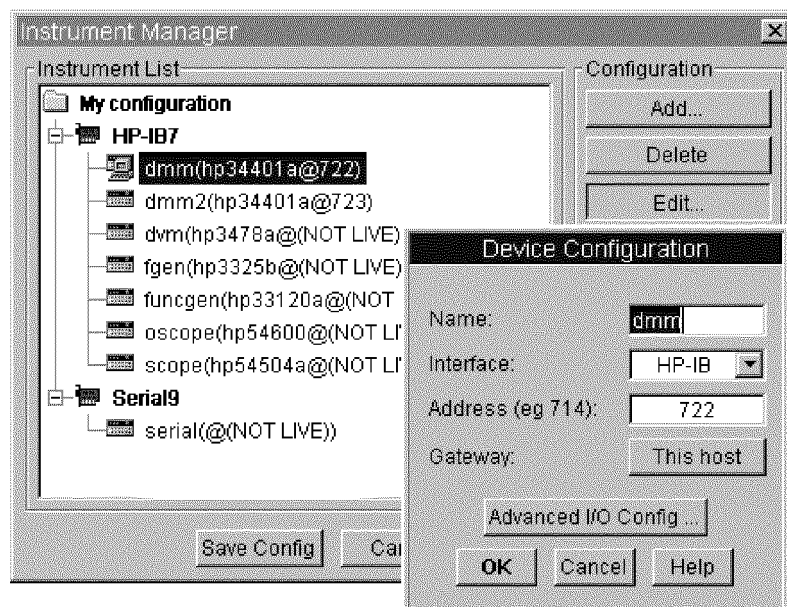 Instrument Manager
Instrument List
My configuration
HP-IB7
dmm(hp34401a@722)
dmm2(hp34401a@723)
dvm(hp3478a@(NOT LIVE)
fgen(hp3325b@(NOT LIVE)
funcgen(hp33120a@(NOT
oscope(hp54600@(NOT LI
scope(hp54504a@(NOT LI
Serial9
serial(@(NOT LIVE))
Save Config
Ca
Configuration
Add...
Delete
Edit...
Device Configuration
Name: dmm
Interface: HP-IB
Address (eg 714): 722
Gateway: This host
Advanced I/O Config ...
OK Cancel Help